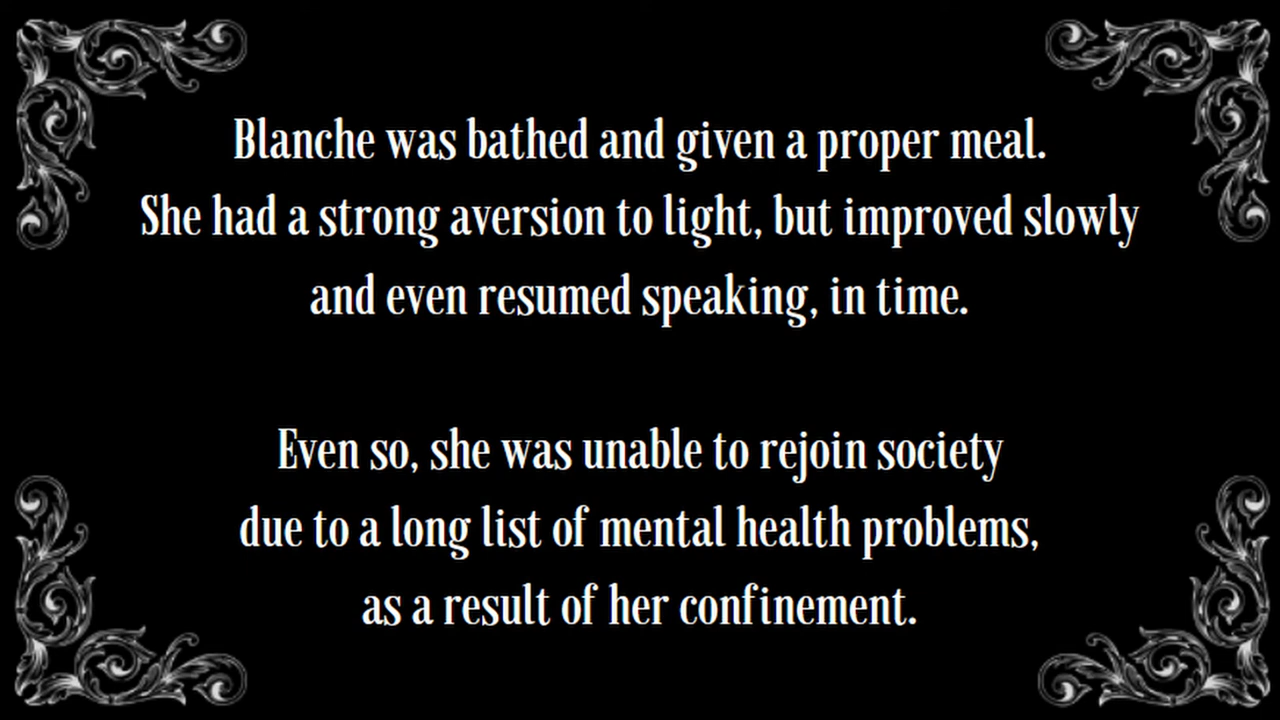 Blanche was bathed and given a proper meal.
She had a strong aversion to light, but improved slowly
and even resumed speaking, in time.
Even so, she was unable to rejoin society
due to a long list of mental health problems,
as a result of her confinement.